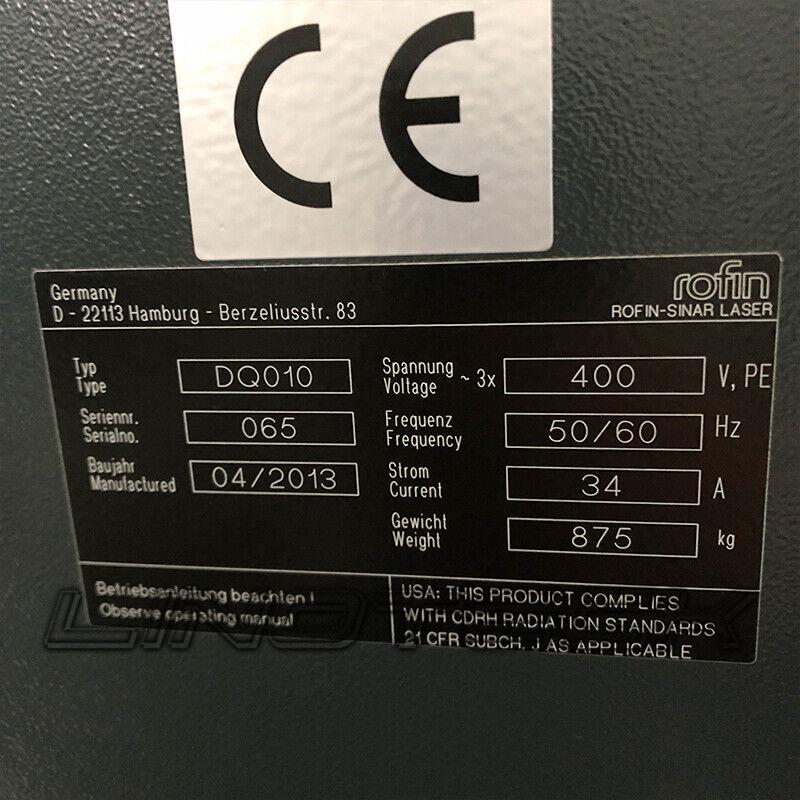 CE
Germany
D - 22113 Hamburg - Berzeliusstr. 83
rofin
ROFIN-SINAR LASER
Typ
Type
DQ010
Seriennr.
Serialno.
065
Baujahr
Manufactured
04/2013
Spannung
Voltage
~ 3x
400
V, PE
Frequenz
Frequency
50/60
Hz
Strom
Current
34
A
Gewicht
Weight
875
kg
Betriebsanleitung beachten !
Observe operating manual
USA: THIS PRODUCT COMPLIES
WITH CDRH RADIATION STANDARDS
21 CFR SUBCH. J AS APPLICABLE